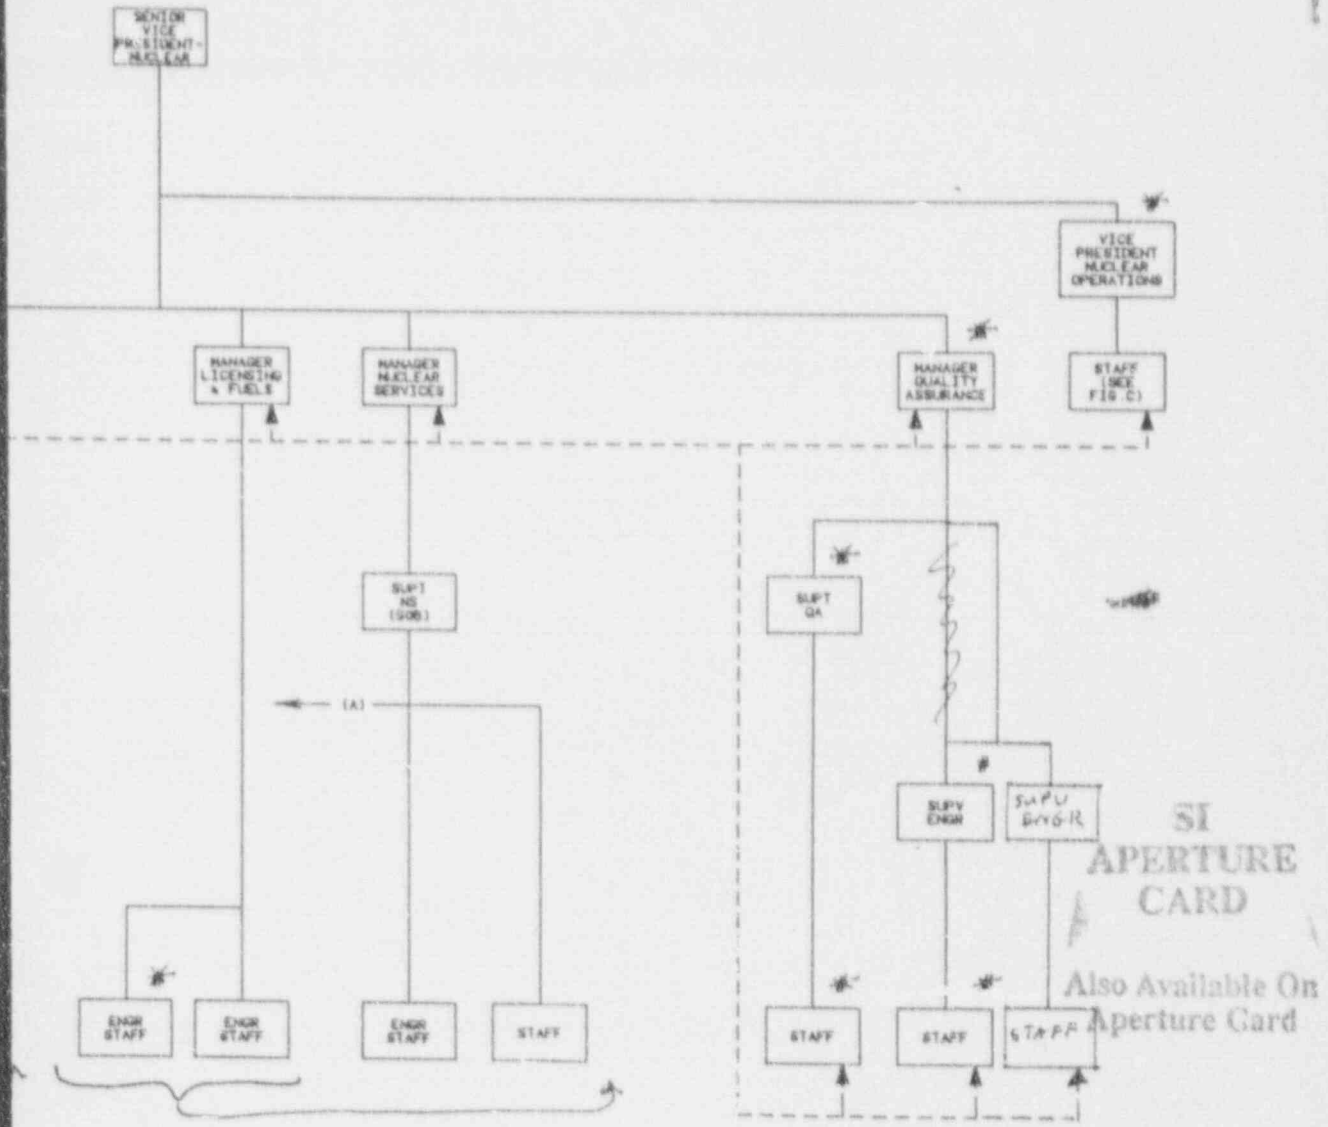 SENIOR
VICE
PRESIDENT-
NUCLEAR
VICE
PRESIDENT
NUCLEAR
OPERATIONS
MANAGER
LICENSING
& FUELS
MANAGER
NUCLEAR
SERVICES
MANAGER
QUALITY
ASSURANCE
STAFF
(SEE
FIG.C)
SUPT
NS
(GOB)
SUPT
QA
(A)
SUPV
ENGR
SUPV
ENGR
SI
APERTURE
CARD
Also Available On
Aperture Card
ENGR
STAFF
ENGR
STAFF
ENGR
STAFF
STAFF
STAFF
STAFF
STAFF